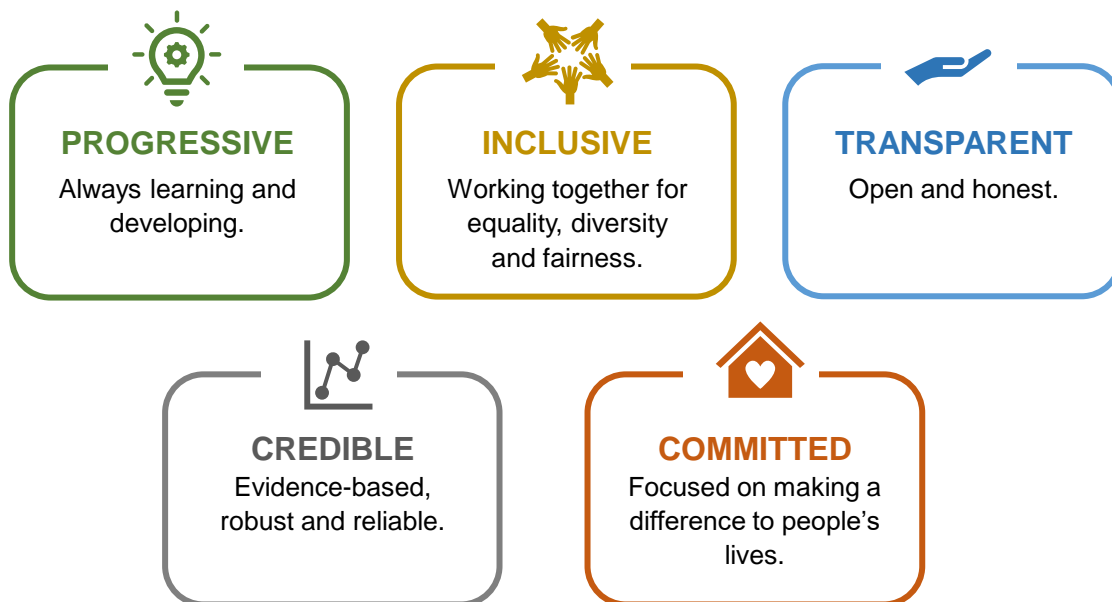 PROGRESSIVE
Always learning and
developing.
INCLUSIVE
Working together for
equality, diversity
and fairness.
TRANSPARENT
Open and honest.
CREDIBLE
Evidence-based,
robust and reliable.
COMMITTED
Focused on making a
difference to people’s
lives.